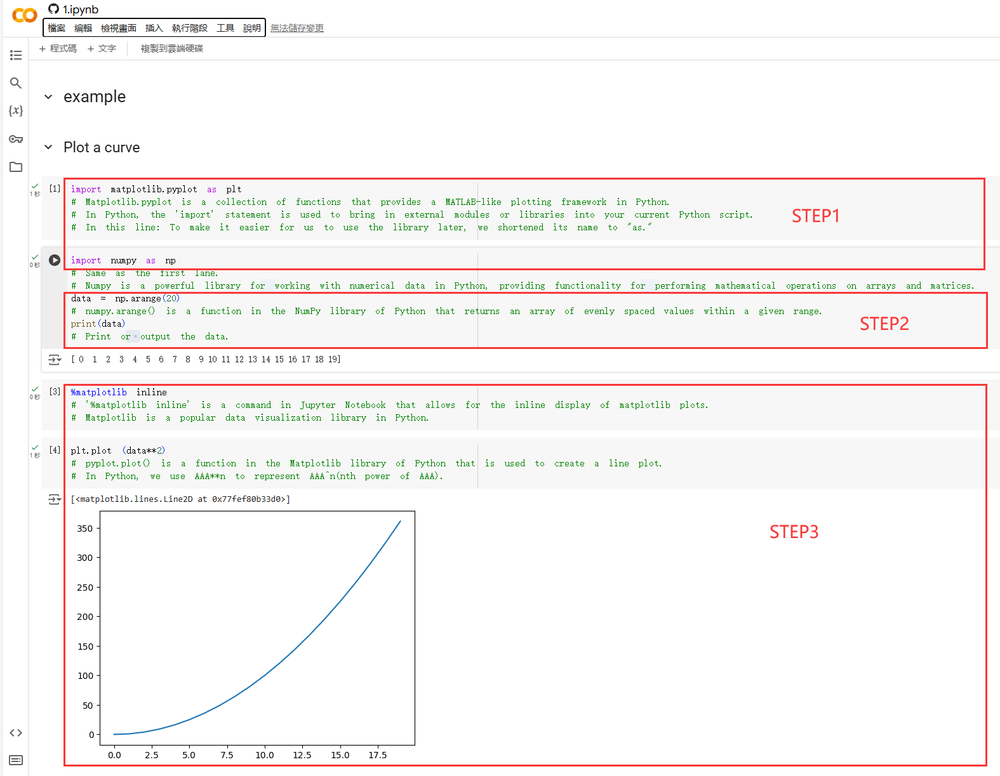 1.ipynb
檔案 編輯 檢視畫面 插入 執行階段 工具 說明 無法儲存變更
+ 程式碼 + 文字 複製到雲端硬碟
example
Plot a curve
1 秒
[1] import matplotlib.pyplot as plt
# Matplotlib.pyplot is a collection of functions that provides a MATLAB-like plotting framework in Python.
# In Python, the 'import' statement is used to bring in external modules or libraries into your current Python script.
# In this line: To make it easier for us to use the library later, we shortened its name to "as."
STEP1
0 秒
import numpy as np
# Same as the first lane.
# Numpy is a powerful library for working with numerical data in Python, providing functionality for performing mathematical operations on arrays and matrices.
data = np.arange(20)
# numpy.arange() is a function in the NumPy library of Python that returns an array of evenly spaced values within a given range.
print(data)
# Print or output the data.
STEP2
[ 0 1 2 3 4 5 6 7 8 9 10 11 12 13 14 15 16 17 18 19]
0 秒
[3] %matplotlib inline
# '%matplotlib inline' is a command in Jupyter Notebook that allows for the inline display of matplotlib plots.
# Matplotlib is a popular data visualization library in Python.
1 秒
[4] plt.plot (data**2)
# pyplot.plot() is a function in the Matplotlib library of Python that is used to create a line plot.
# In Python, we use AAA**n to represent AAA^n(nth power of AAA).
[<matplotlib.lines.Line2D at 0x77fef80b33d0>]
STEP3
350
300
250
200
150
100
50
0
0.0 2.5 5.0 7.5 10.0 12.5 15.0 17.5